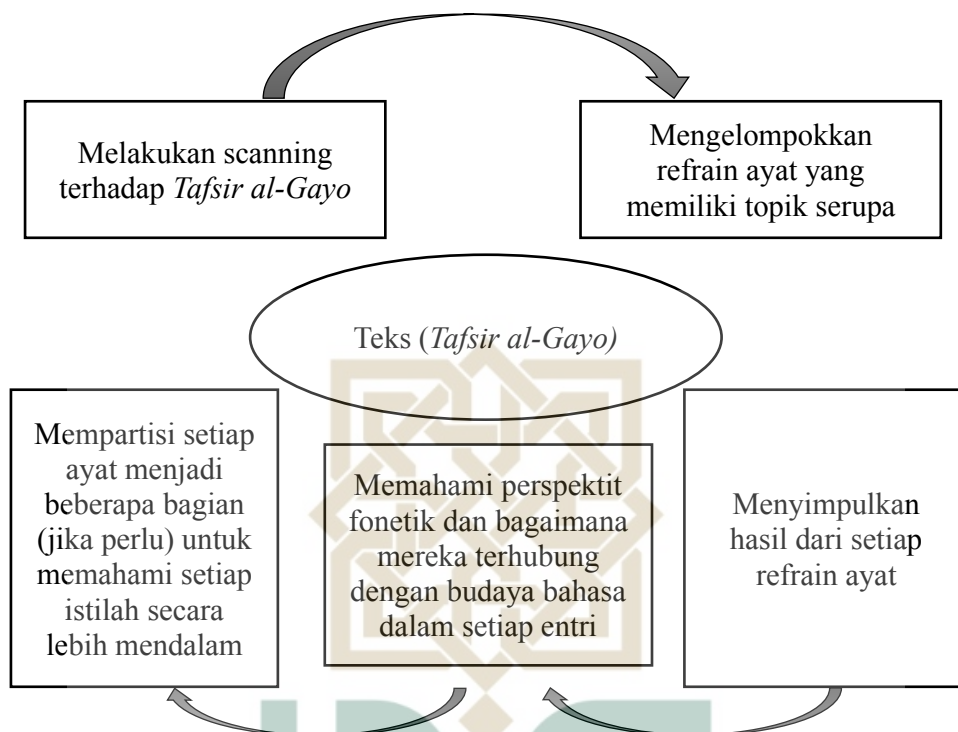 Melakukan scanning
terhadap Tafsir al-Gayo
Mengelompokkan
refrain ayat yang
memiliki topik serupa
Teks (Tafsir al-Gayo)
Mempartisi setiap
ayat menjadi
beberapa bagian
(jika perlu) untuk
memahami setiap
istilah secara
lebih mendalam
Memahami perspektit
fonetik dan bagaimana
mereka terhubung
dengan budaya bahasa
dalam setiap entri
Menyimpulkan
hasil dari setiap
refrain ayat